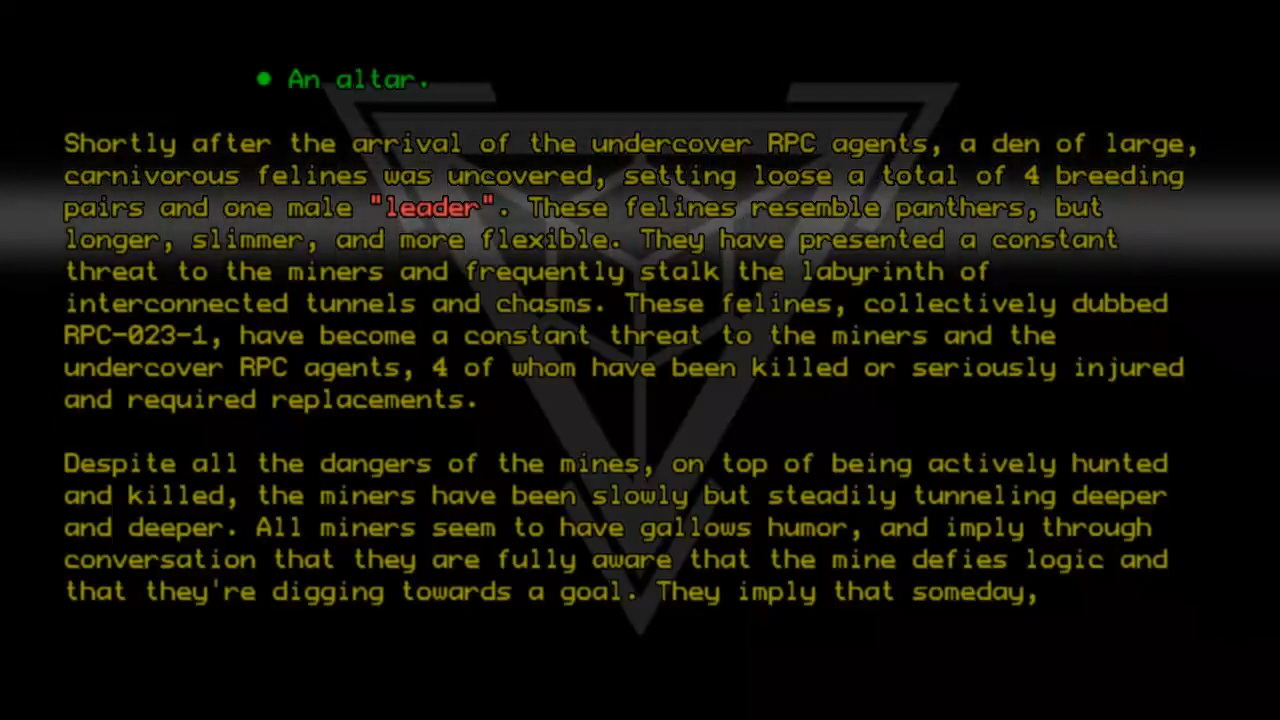 ● An altar.
Shortly after the arrival of the undercover RPC agents, a den of large,
carnivorous felines was uncovered, setting loose a total of 4 breeding
pairs and one male "leader". These felines resemble panthers, but
longer, slimmer, and more flexible. They have presented a constant
threat to the miners and frequently stalk the labyrinth of
interconnected tunnels and chasms. These felines, collectively dubbed
RPC-023-1, have become a constant threat to the miners and the
undercover RPC agents, 4 of whom have been killed or seriously injured
and required replacements.
Despite all the dangers of the mines, on top of being actively hunted
and killed, the miners have been slowly but steadily tunneling deeper
and deeper. All miners seem to have gallows humor, and imply through
conversation that they are fully aware that the mine defies logic and
that they're digging towards a goal. They imply that someday,